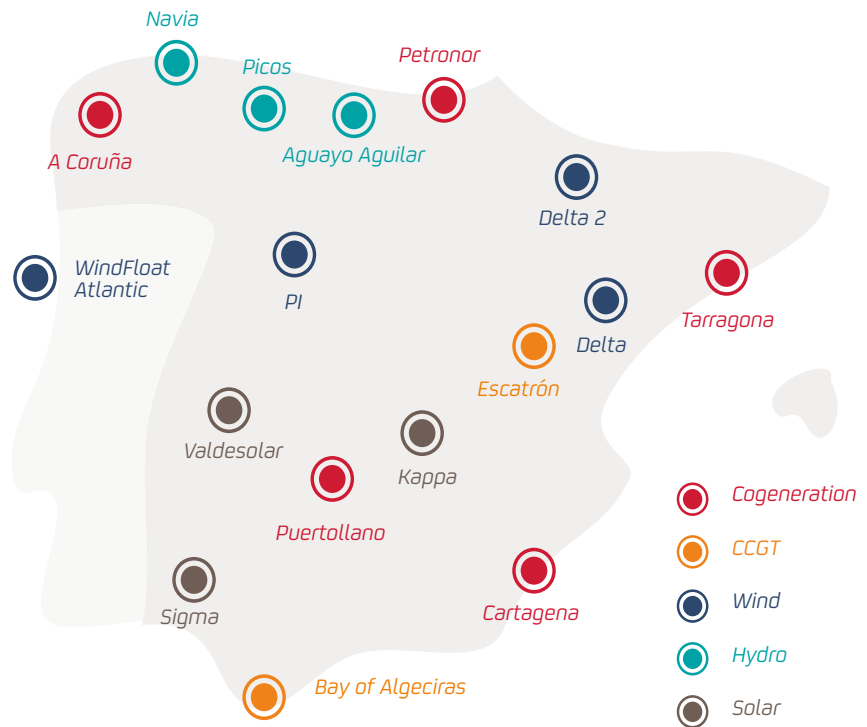 Navia
Picos
Petronor
A Coruña
Aguayo Aguilar
Delta 2
WindFloat
Atlantic
PI
Tarragona
Delta
Escatrón
Valdesolar
Kappa
Puertollano
Sigma
Cartagena
Bay of Algeciras
Cogeneration
CCGT
Wind
Hydro
Solar